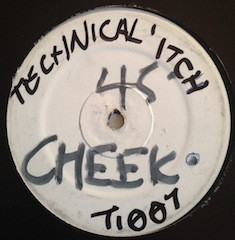 TECHNICAL ITCH
45
CHEEK.
TI007